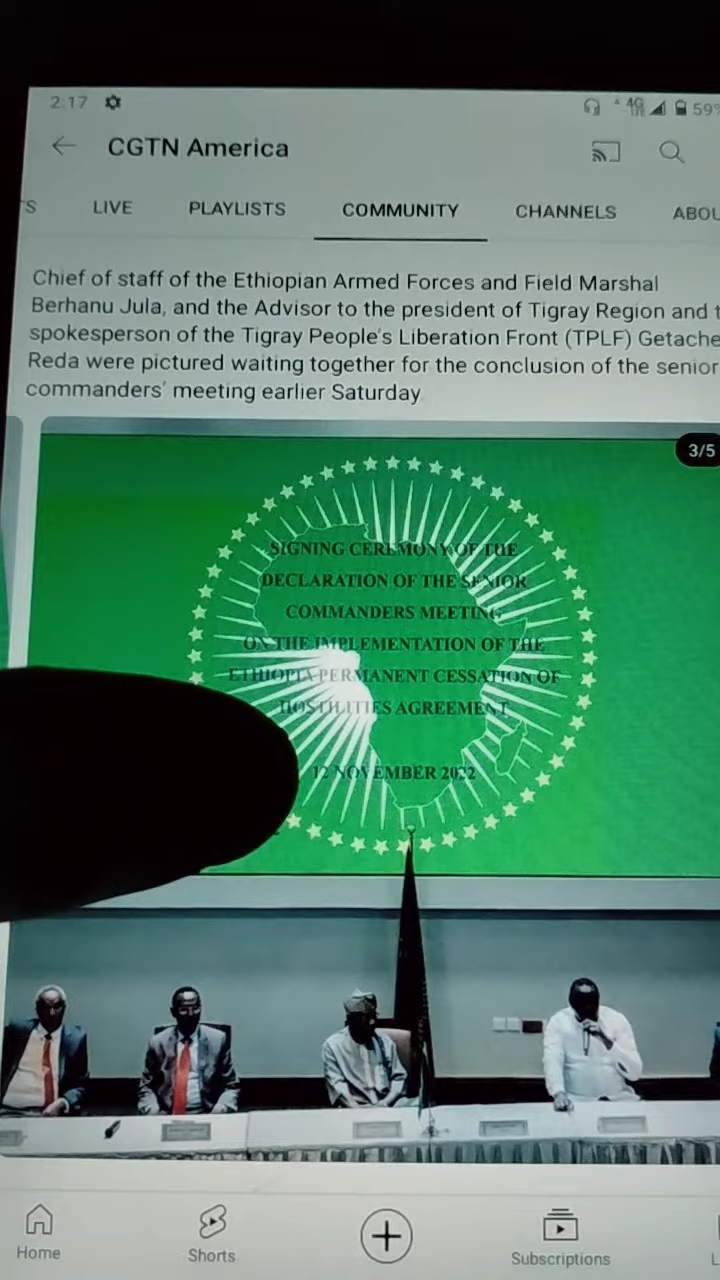 2:17
4G
59%
CGTN America
LIVE
PLAYLISTS
COMMUNITY
CHANNELS
ABOU
Chief of staff of the Ethiopian Armed Forces and Field Marshal
Berhanu Jula, and the Advisor to the president of Tigray Region and t
spokesperson of the Tigray People's Liberation Front (TPLF) Getache
Reda were pictured waiting together for the conclusion of the senior
commanders' meeting earlier Saturday
3/5
SIGNING CEREMONY OF THE
DECLARATION OF THE SENIOR
COMMANDERS MEETING
ON THE IMPLEMENTATION OF THE
ETHIOPIA PERMANENT CESSATION OF
HOSTILITIES AGREEMENT
12 NOVEMBER 2022
Home
Shorts
Subscriptions